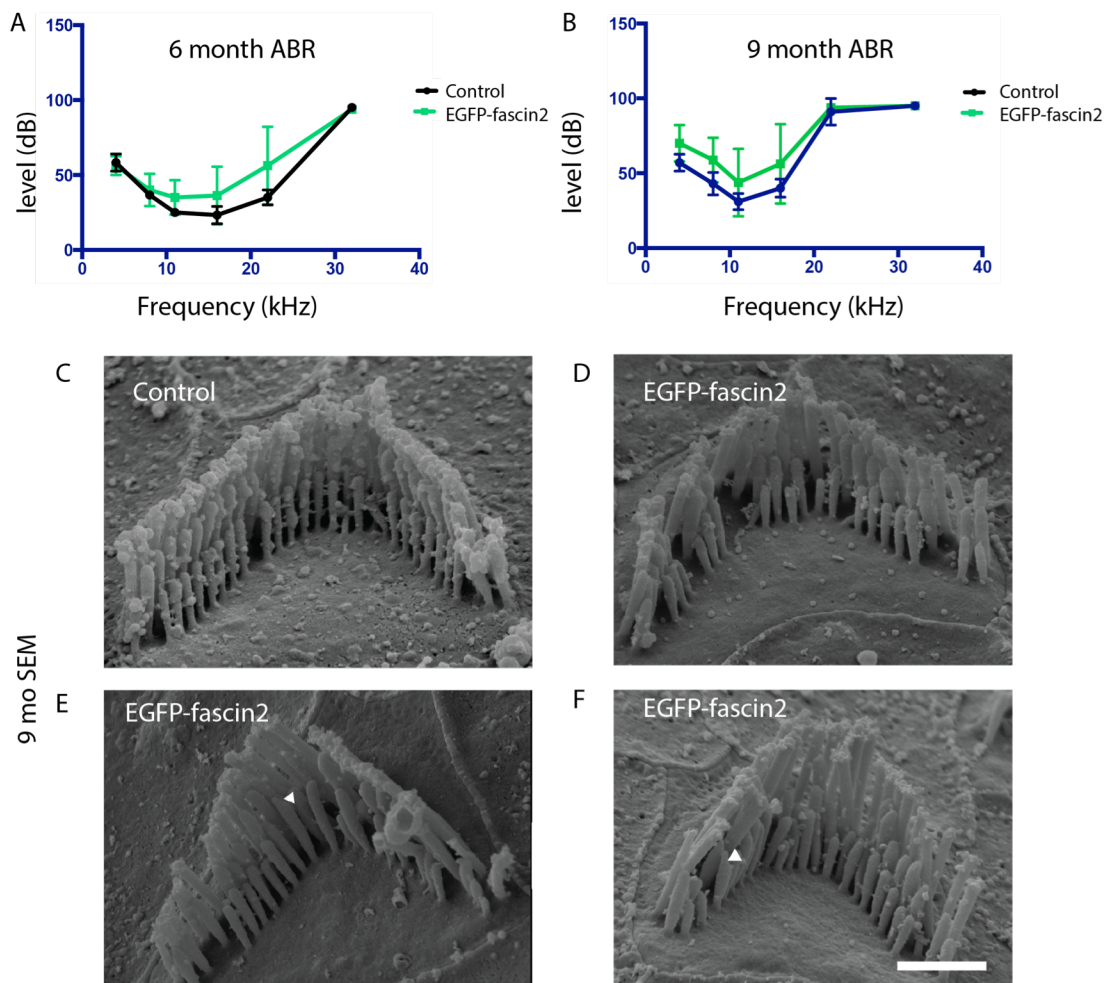 A
150
6 month ABR
100
50
0
0
10
20
30
40
level (dB)
Frequency (kHz)
Control
EGFP-fascin2
B
150
9 month ABR
100
50
0
0
10
20
30
40
level (dB)
Frequency (kHz)
Control
EGFP-fascin2
9 mo SEM
C
Control
D
EGFP-fascin2
E
EGFP-fascin2
F
EGFP-fascin2